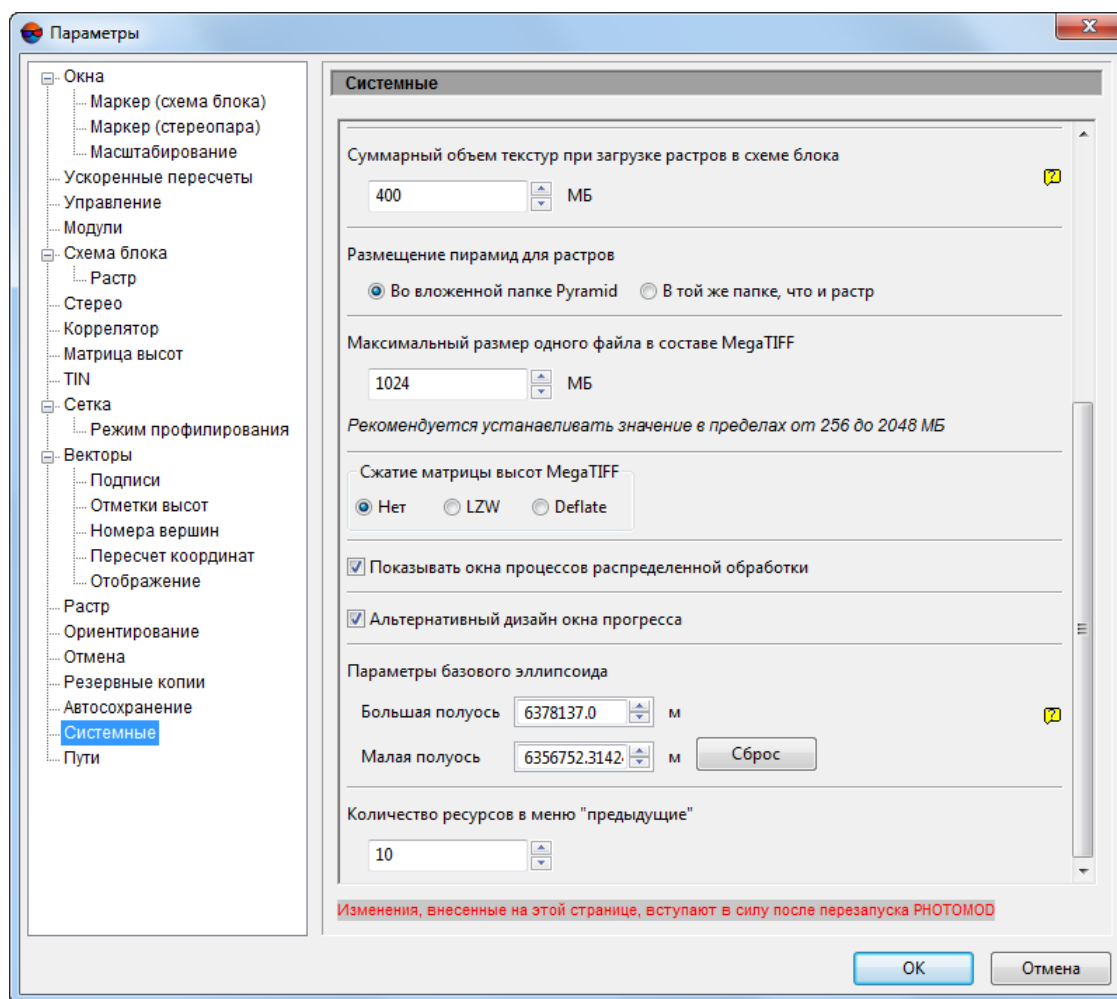 Параметры
Окна
Маркер (схема блока)
Маркер (стереопара)
Масштабирование
Ускоренные пересчеты
Управление
Модули
Схема блока
Растр
Стерео
Коррелятор
Матрица высот
TIN
Сетка
Режим профилирования
Векторы
Подписи
Отметки высот
Номера вершин
Пересчет координат
Отображение
Растр
Ориентирование
Отмена
Резервные копии
Автосохранение
Системные
Пути
Системные
Суммарный объем текстур при загрузке растров в схеме блока
400 МБ
Размещение пирамид для растров
Во вложенной папке Pyramid В той же папке, что и растр
Максимальный размер одного файла в составе MegaTIFF
1024 МБ
Рекомендуется устанавливать значение в пределах от 256 до 2048 МБ
Сжатие матрицы высот MegaTIFF
Нет LZW Deflate
Показывать окна процессов распределенной обработки
Альтернативный дизайн окна прогресса
Параметры базового эллипсоида
Большая полуось 6378137.0 м
Малая полуось 6356752.3142 м Сброс
Количество ресурсов в меню "предыдущие"
10
Изменения, внесенные на этой странице, вступают в силу после перезапуска PHOTOMOD
ОК Отмена